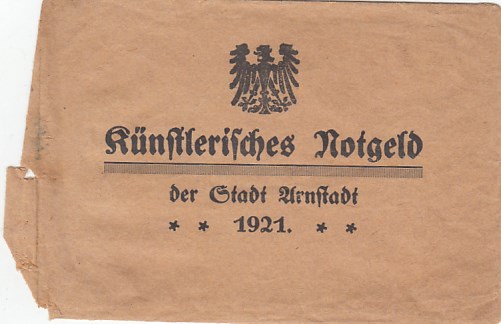 Künſtleriſches Notgeld
der Stadt Arnſtadt
* * 1921. * *